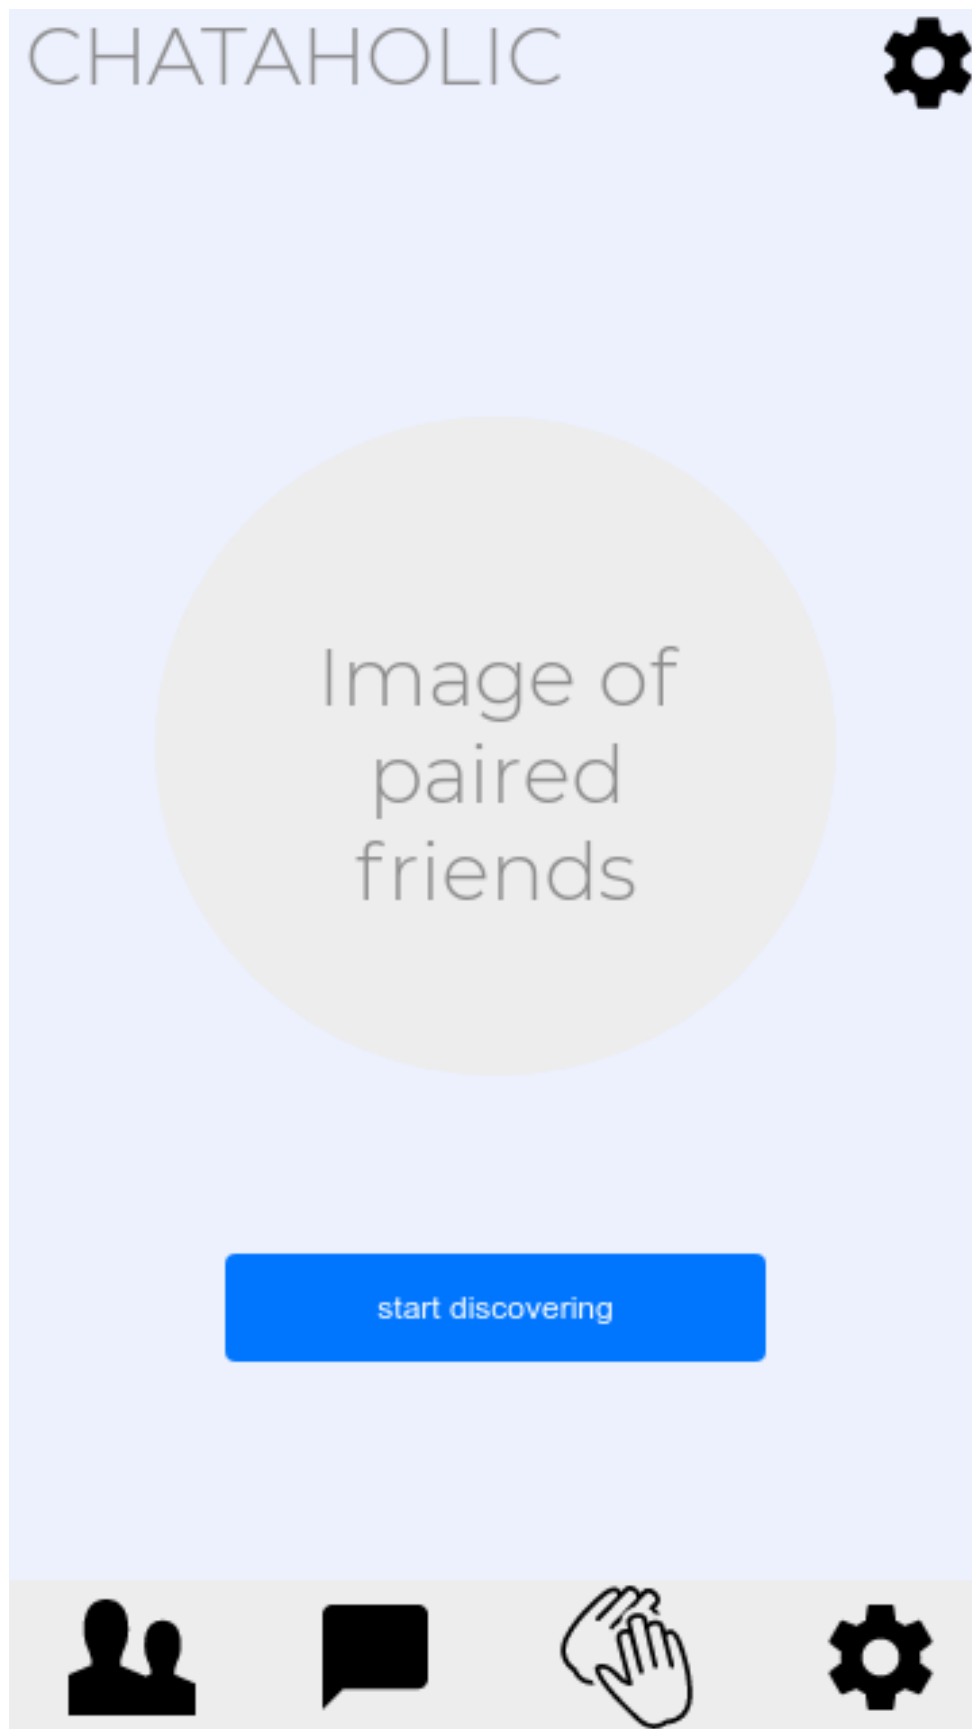 CHATAHOLIC
Image of
paired
friends
start discovering